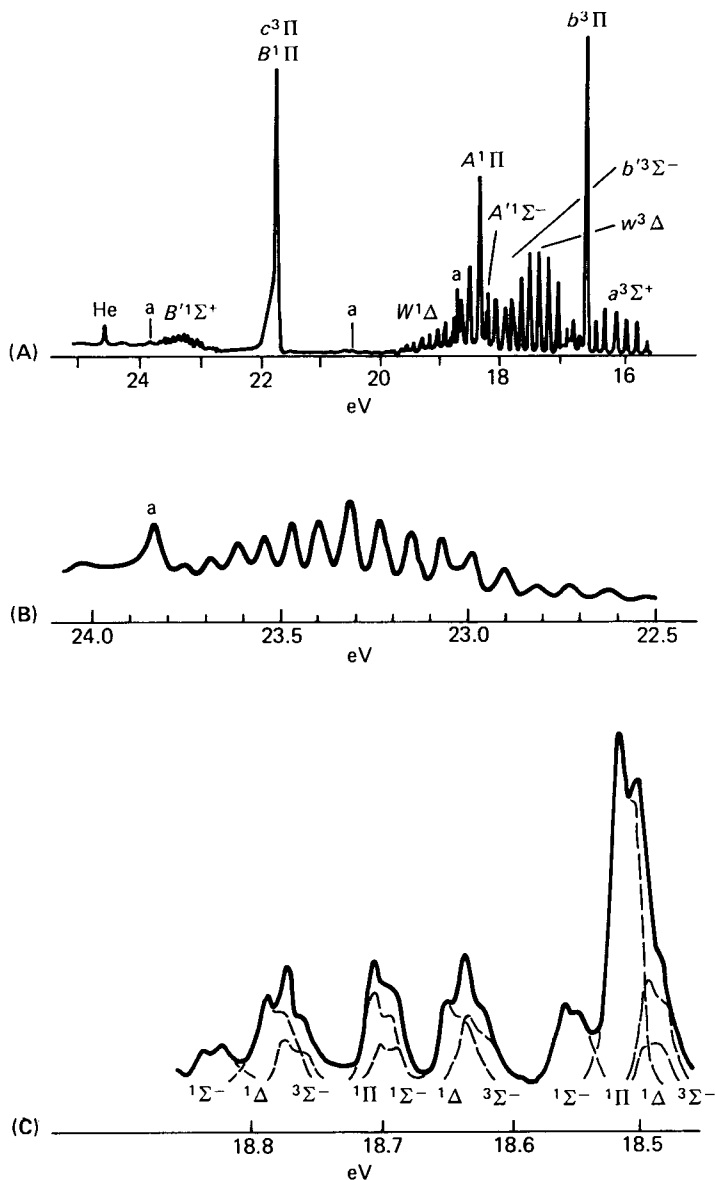 c³Π
B¹Π
b³Π
A¹Π
b′³Σ⁻
A′¹Σ⁻
w³Δ
He a B′¹Σ⁺ a W¹Δ a a³Σ⁺
(A)
24 22 20 18 16
eV
a
(B)
24.0 23.5 23.0 22.5
eV
¹Σ⁻ ¹Δ ³Σ⁻ ¹Π ¹Σ⁻ ¹Δ ³Σ⁻ ¹Σ⁻ ¹Π ¹Δ ³Σ⁻
(C)
18.8 18.7 18.6 18.5
eV